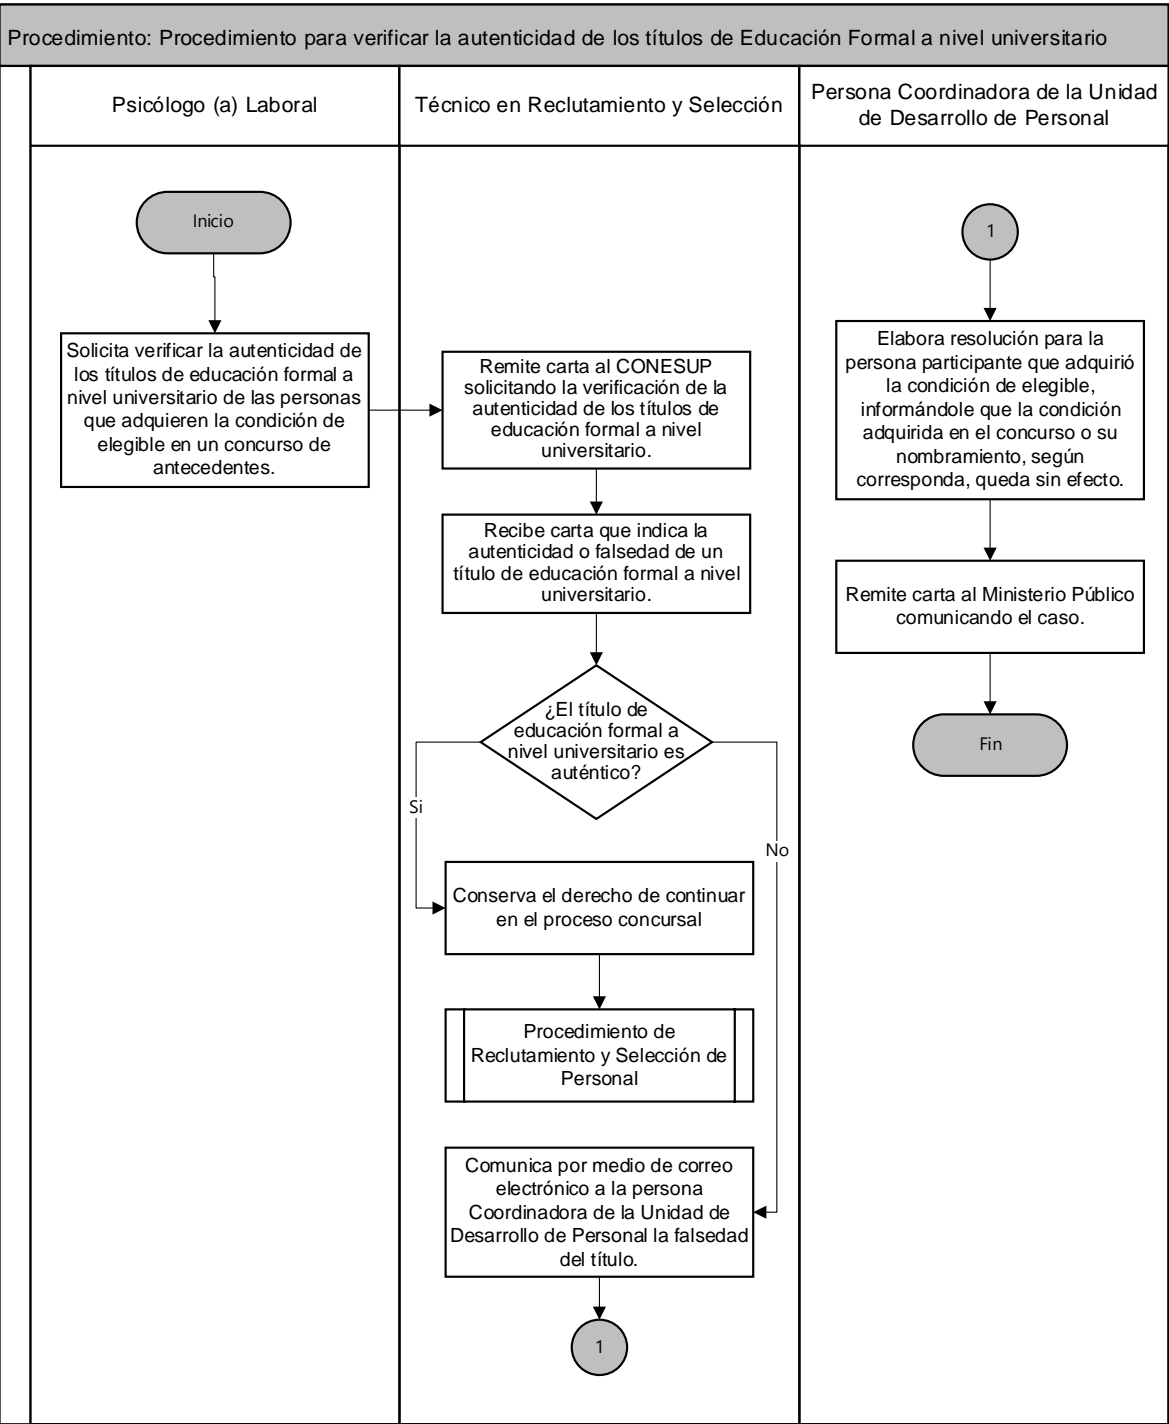 Procedimiento: Procedimiento para verificar la autenticidad de los títulos de Educación Formal a nivel universitario
Psicólogo (a) Laboral
Técnico en Reclutamiento y Selección
Persona Coordinadora de la Unidad
de Desarrollo de Personal
Inicio
Solicita verificar la autenticidad de
los títulos de educación formal a
nivel universitario de las personas
que adquieren la condición de
elegible en un concurso de
antecedentes.
Remite carta al CONESUP
solicitando la verificación de la
autenticidad de los títulos de
educación formal a nivel
universitario.
Recibe carta que indica la
autenticidad o falsedad de un
título de educación formal a nivel
universitario.
¿El título de
educación formal a
nivel universitario es
auténtico?
Si
No
Conserva el derecho de continuar
en el proceso concursal
Procedimiento de
Reclutamiento y Selección de
Personal
Comunica por medio de correo
electrónico a la persona
Coordinadora de la Unidad de
Desarrollo de Personal la falsedad
del título.
1
1
Elabora resolución para la
persona participante que adquirió
la condición de elegible,
informándole que la condición
adquirida en el concurso o su
nombramiento, según
corresponda, queda sin efecto.
Remite carta al Ministerio Público
comunicando el caso.
Fin